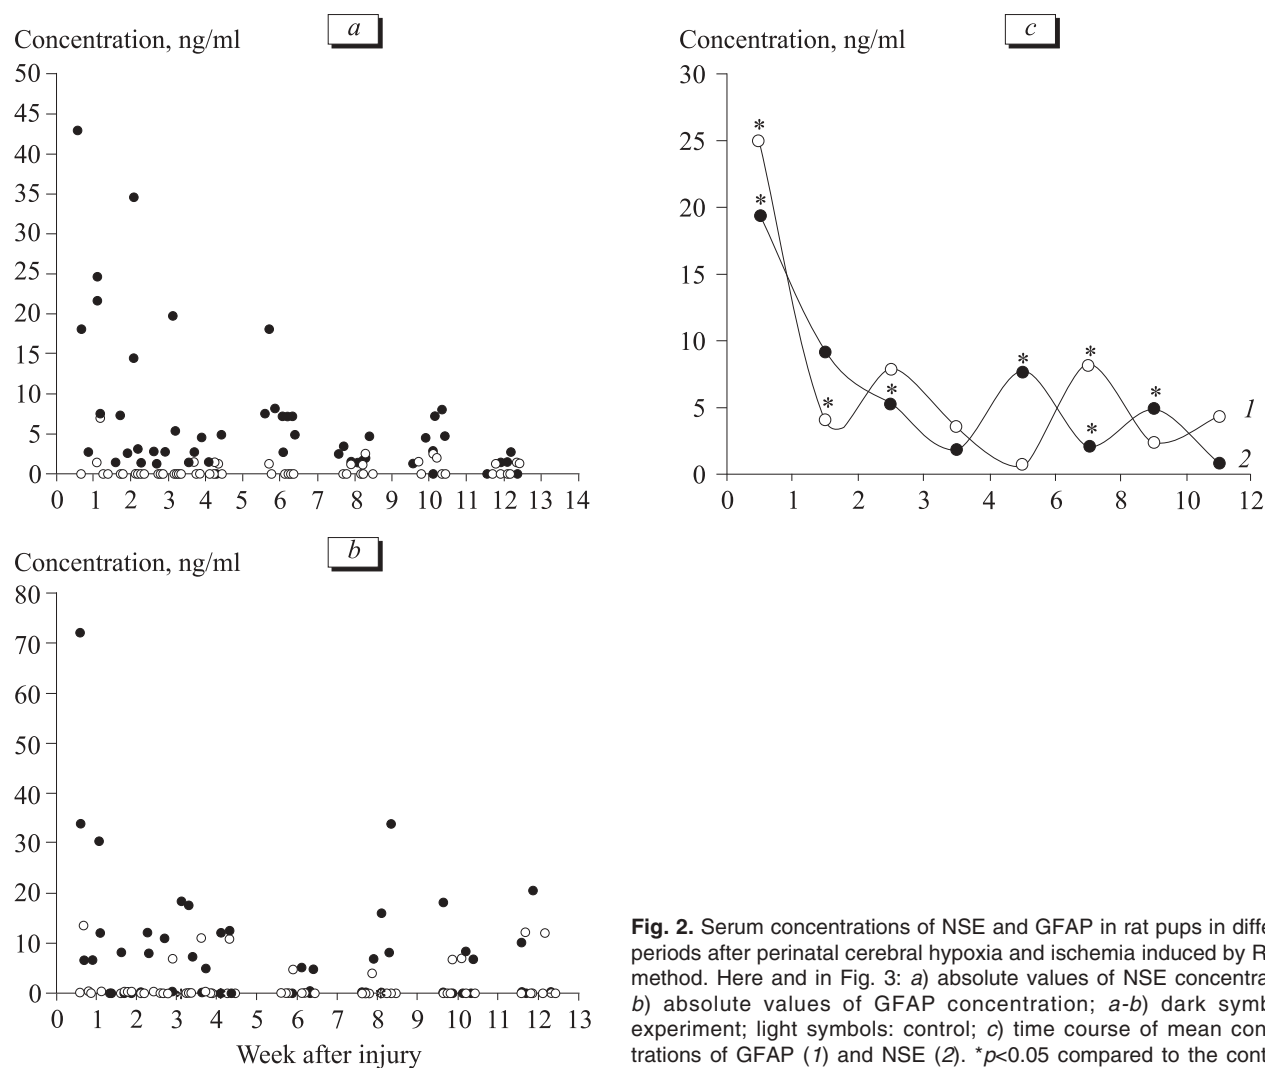 a
Concentration, ng/ml
50
45
40
35
30
25
20
15
10
5
0
0 1 2 3 4 5 6 7 8 9 10 11 12 13 14
b
Concentration, ng/ml
80
70
60
50
40
30
20
10
0
0 1 2 3 4 5 6 7 8 9 10 11 12 13
Week after injury
c
Concentration, ng/ml
30
25
20
15
10
5
0
0 1 2 3 4 6 8 10 12
*
*
*
*
*
*
*
*
1
2
Fig. 2. Serum concentrations of NSE and GFAP in rat pups in diffe
periods after perinatal cerebral hypoxia and ischemia induced by R
method. Here and in Fig. 3: a) absolute values of NSE concentra
b) absolute values of GFAP concentration; a-b) dark symb
experiment; light symbols: control; c) time course of mean con
trations of GFAP (1) and NSE (2). *p<0.05 compared to the cont